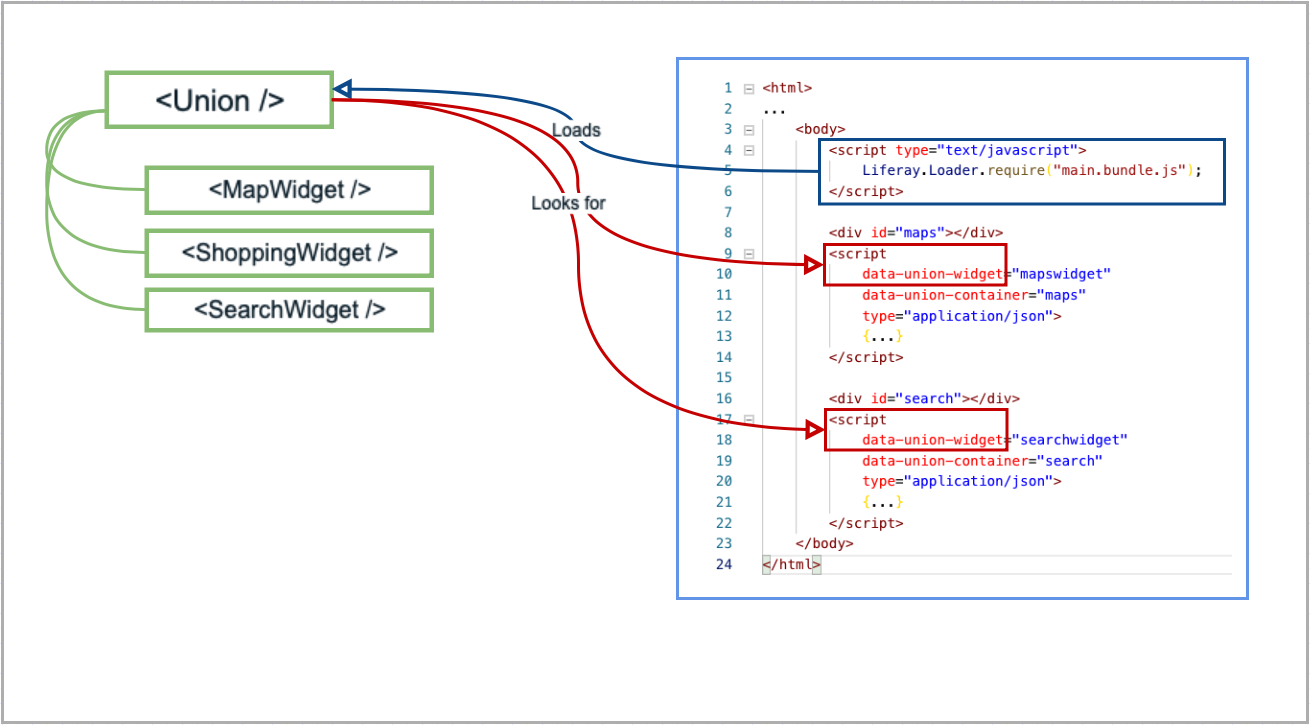 <Union />
<MapWidget />
<ShoppingWidget />
<SearchWidget />
Loads
Looks for
1 <html>
2 ...
3 <body>
4 <script type="text/javascript">
5 Liferay.Loader.require("main.bundle.js");
6 </script>
7
8 <div id="maps"></div>
9 <script
10 data-union-widget="mapswidget"
11 data-union-container="maps"
12 type="application/json">
13 {...}
14 </script>
15
16 <div id="search"></div>
17 <script
18 data-union-widget="searchwidget"
19 data-union-container="search"
20 type="application/json">
21 {...}
22 </script>
23 </body>
24 </html>